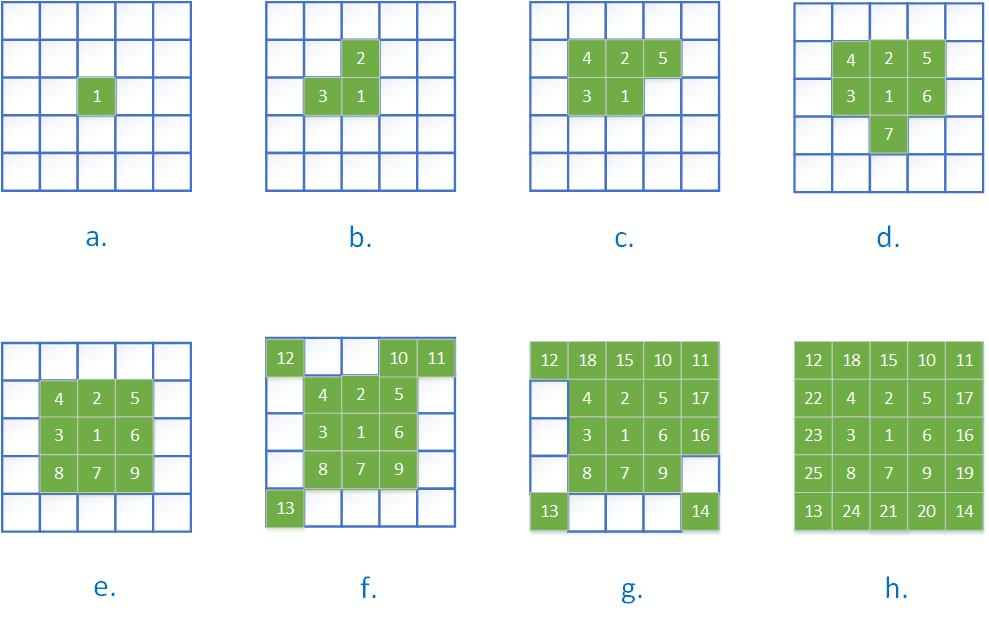 2
4 2 5
4 2 5
1
3 1
3 1
3 1 6
7
a.
b.
c.
d.
12 10 11
12 18 15 10 11
12 18 15 10 11
4 2 5
4 2 5
4 2 5 17
22 4 2 5 17
3 1 6
3 1 6
3 1 6 16
23 3 1 6 16
8 7 9
8 7 9
8 7 9
25 8 7 9 19
13
13 14
13 24 21 20 14
e.
f.
g.
h.